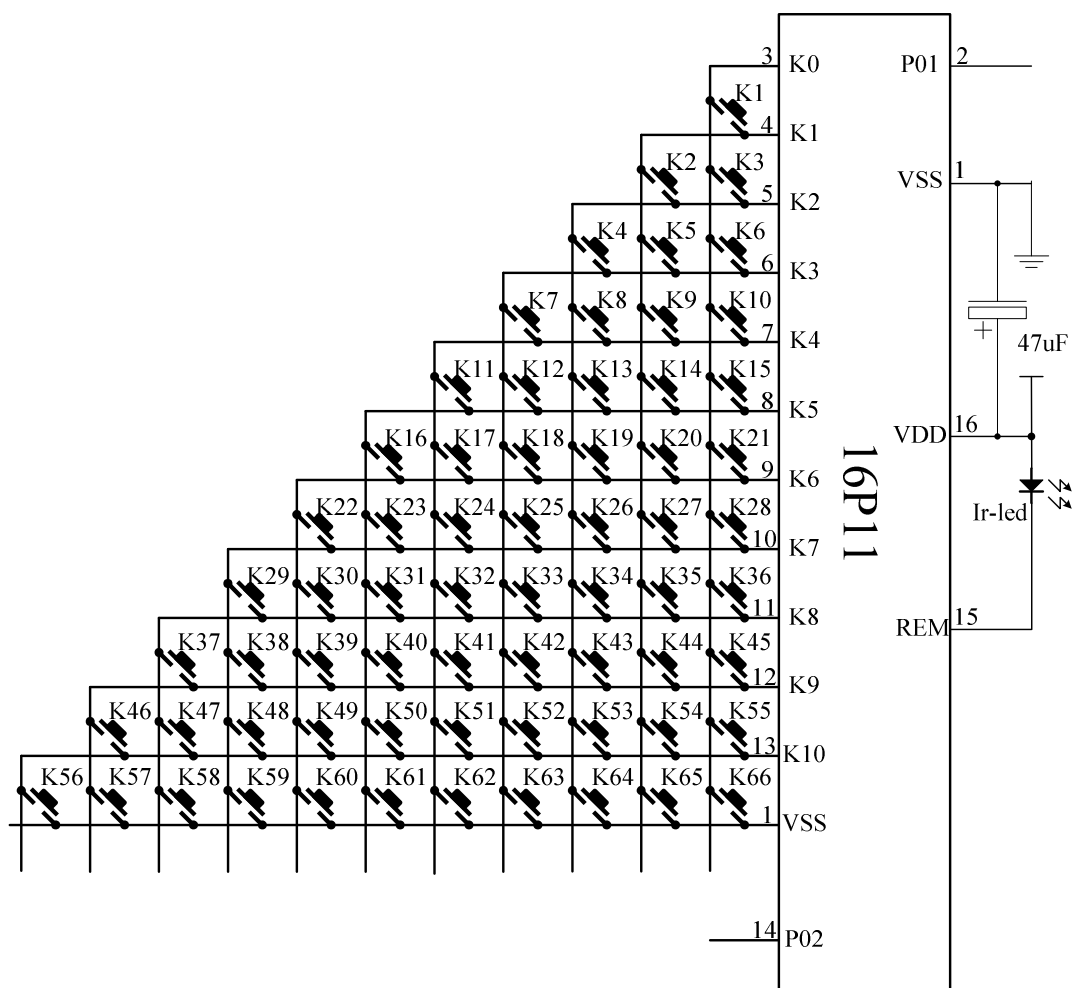 3 K0 P01 2
K1
4 K1
K2 K3
VSS 1
5 K2
K4 K5 K6
6 K3
K7 K8 K9 K10
+
47uF
7 K4
K11 K12 K13 K14 K15
8 K5
K16 K17 K18 K19 K20 K21
VDD 16
9 K6
16P11
K22 K23 K24 K25 K26 K27 K28
Ir-led
10 K7
K29 K30 K31 K32 K33 K34 K35 K36
11 K8
REM 15
K37 K38 K39 K40 K41 K42 K43 K44 K45
12 K9
K46 K47 K48 K49 K50 K51 K52 K53 K54 K55
13 K10
K56 K57 K58 K59 K60 K61 K62 K63 K64 K65 K66
1 VSS
14 P02